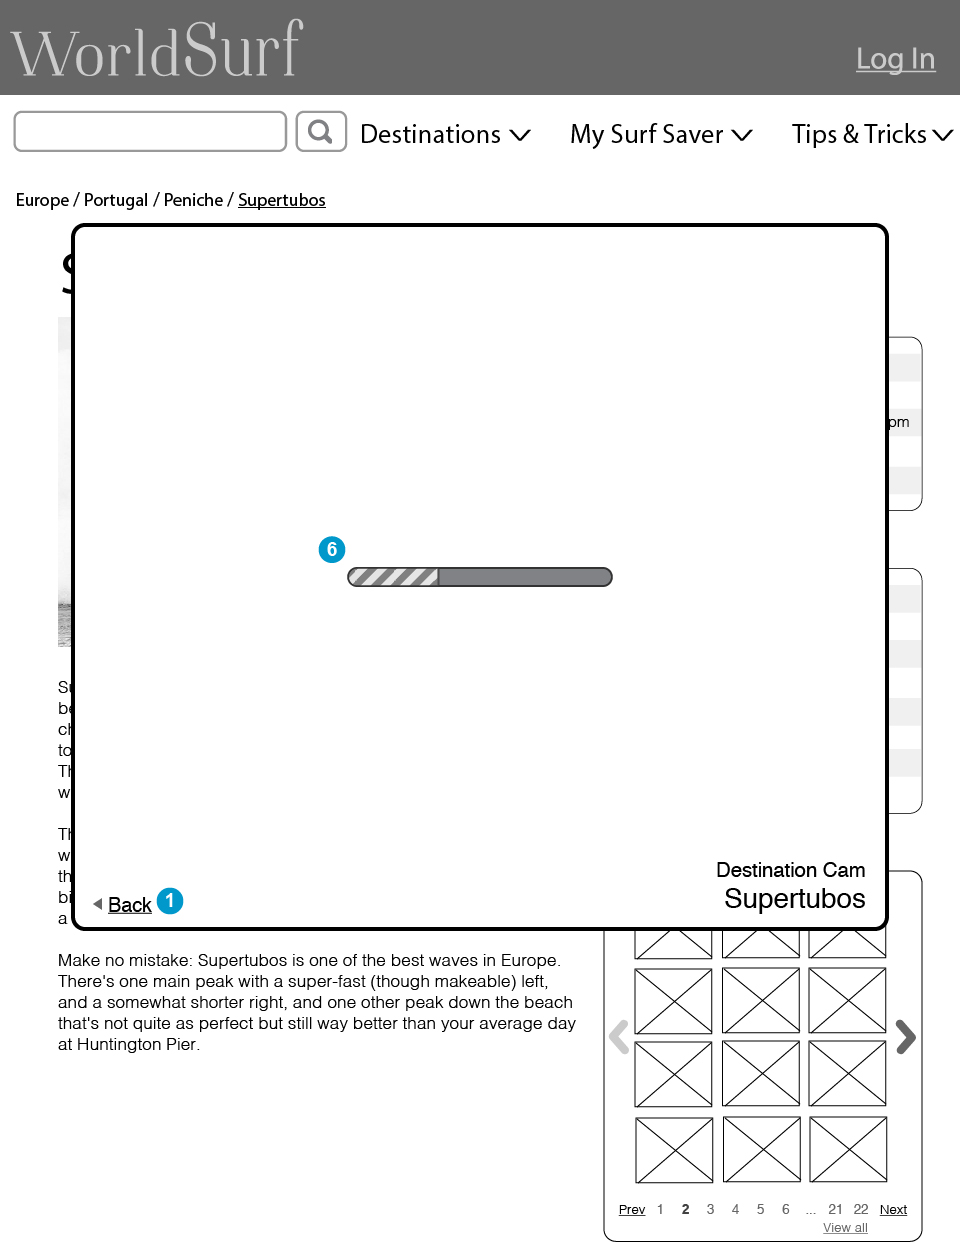 WorldSurf
Log In
Destinations
My Surf Saver
Tips & Tricks
Europe / Portugal / Peniche / Supertubos
pm
6
Destination Cam
Supertubos
Back
1
Make no mistake: Supertubos is one of the best waves in Europe.
There's one main peak with a super-fast (though makeable) left,
and a somewhat shorter right, and one other peak down the beach
that's not quite as perfect but still way better than your average day
at Huntington Pier.
Prev 1 2 3 4 5 6 ... 21 22 Next
View all